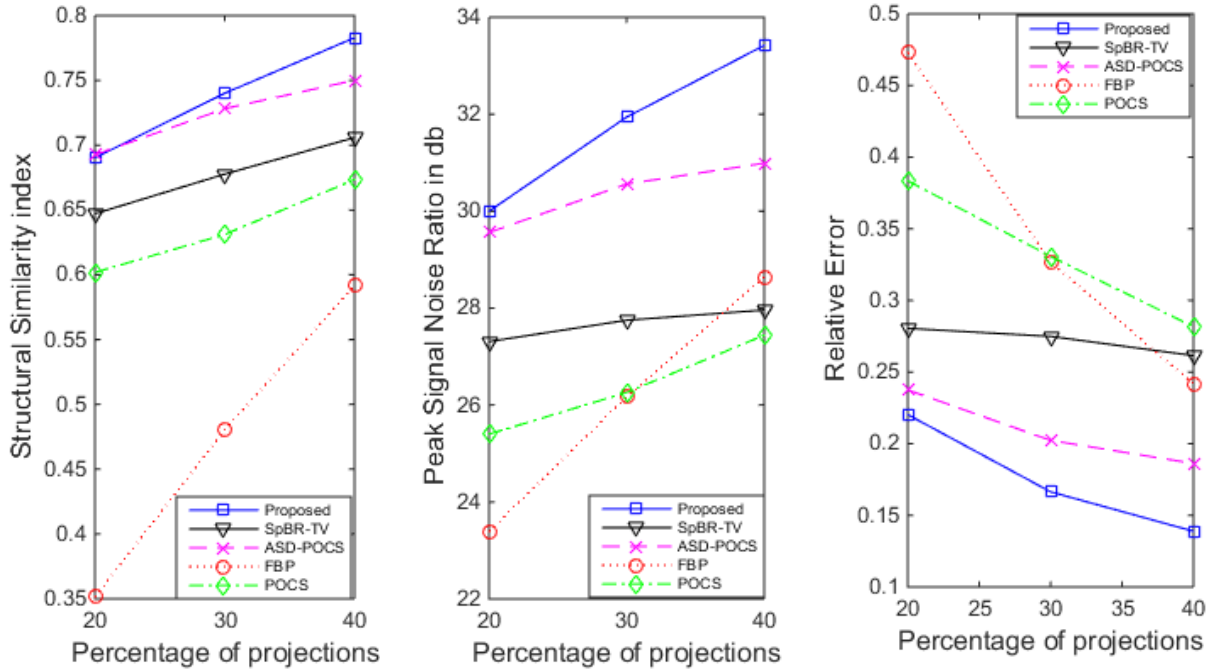 0.8
0.75
0.7
0.65
0.6
0.55
0.5
0.45
0.4
0.35
20
30
40
Structural Similarity index
Percentage of projections
Proposed
SpBR-TV
ASD-POCS
FBP
POCS
34
32
30
28
26
24
22
20
30
40
Peak Signal Noise Ratio in db
Percentage of projections
Proposed
SpBR-TV
ASD-POCS
FBP
POCS
0.5
0.45
0.4
0.35
0.3
0.25
0.2
0.15
0.1
20
25
30
35
40
Relative Error
Percentage of projections
Proposed
SpBR-TV
ASD-POCS
FBP
POCS